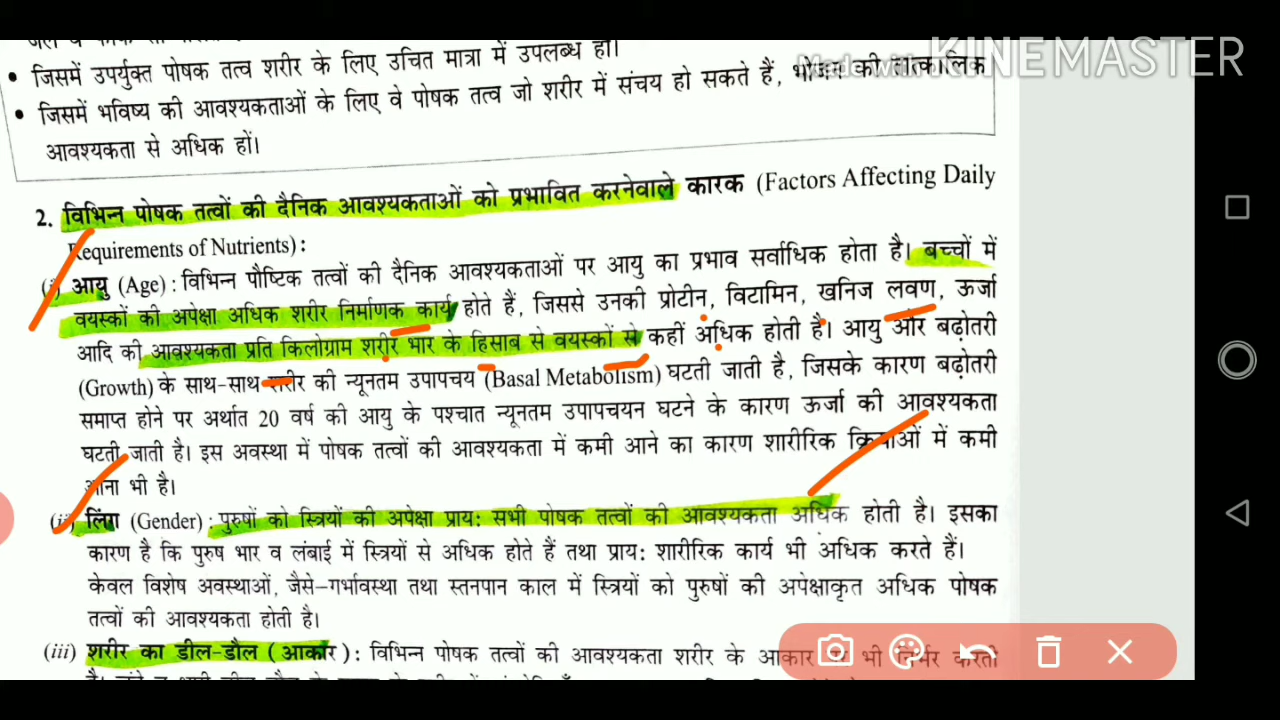 • जिसमें उपर्युक्त पोषक तत्व शरीर के लिए उचित मात्रा में उपलब्ध हों।
Made with KINEMASTER
• जिसमें भविष्य की आवश्यकताओं के लिए वे पोषक तत्व जो शरीर में संचय हो सकते हैं, भोजन की तात्कालिक
आवश्यकता से अधिक हों।
2. विभिन्न पोषक तत्वों की दैनिक आवश्यकताओं को प्रभावित करनेवाले कारक (Factors Affecting Daily
Requirements of Nutrients) :
(i) आयु (Age) : विभिन्न पौष्टिक तत्वों की दैनिक आवश्यकताओं पर आयु का प्रभाव सर्वाधिक होता है। बच्चों में
वयस्कों की अपेक्षा अधिक शरीर निर्माणक कार्य होते हैं, जिससे उनकी प्रोटीन, विटामिन, खनिज लवण, ऊर्जा
आदि की आवश्यकता प्रति किलोग्राम शरीर भार के हिसाब से वयस्कों से कहीं अधिक होती है। आयु और बढ़ोतरी
(Growth) के साथ-साथ शरीर की न्यूनतम उपापचय (Basal Metabolism) घटती जाती है, जिसके कारण बढ़ोतरी
समाप्त होने पर अर्थात 20 वर्ष की आयु के पश्चात न्यूनतम उपापचयन घटने के कारण ऊर्जा की आवश्यकता
घटती जाती है। इस अवस्था में पोषक तत्वों की आवश्यकता में कमी आने का कारण शारीरिक क्रियाओं में कमी
आना भी है।
(ii) लिंग (Gender) : पुरुषों को स्त्रियों की अपेक्षा प्राय: सभी पोषक तत्वों की आवश्यकता अधिक होती है। इसका
कारण है कि पुरुष भार व लंबाई में स्त्रियों से अधिक होते हैं तथा प्राय: शारीरिक कार्य भी अधिक करते हैं।
केवल विशेष अवस्थाओं, जैसे-गर्भावस्था तथा स्तनपान काल में स्त्रियों को पुरुषों की अपेक्षाकृत अधिक पोषक
तत्वों की आवश्यकता होती है।
(iii) शरीर का डील-डौल (आकार) : विभिन्न पोषक तत्वों की आवश्यकता शरीर के आकार पर भी निर्भर करती